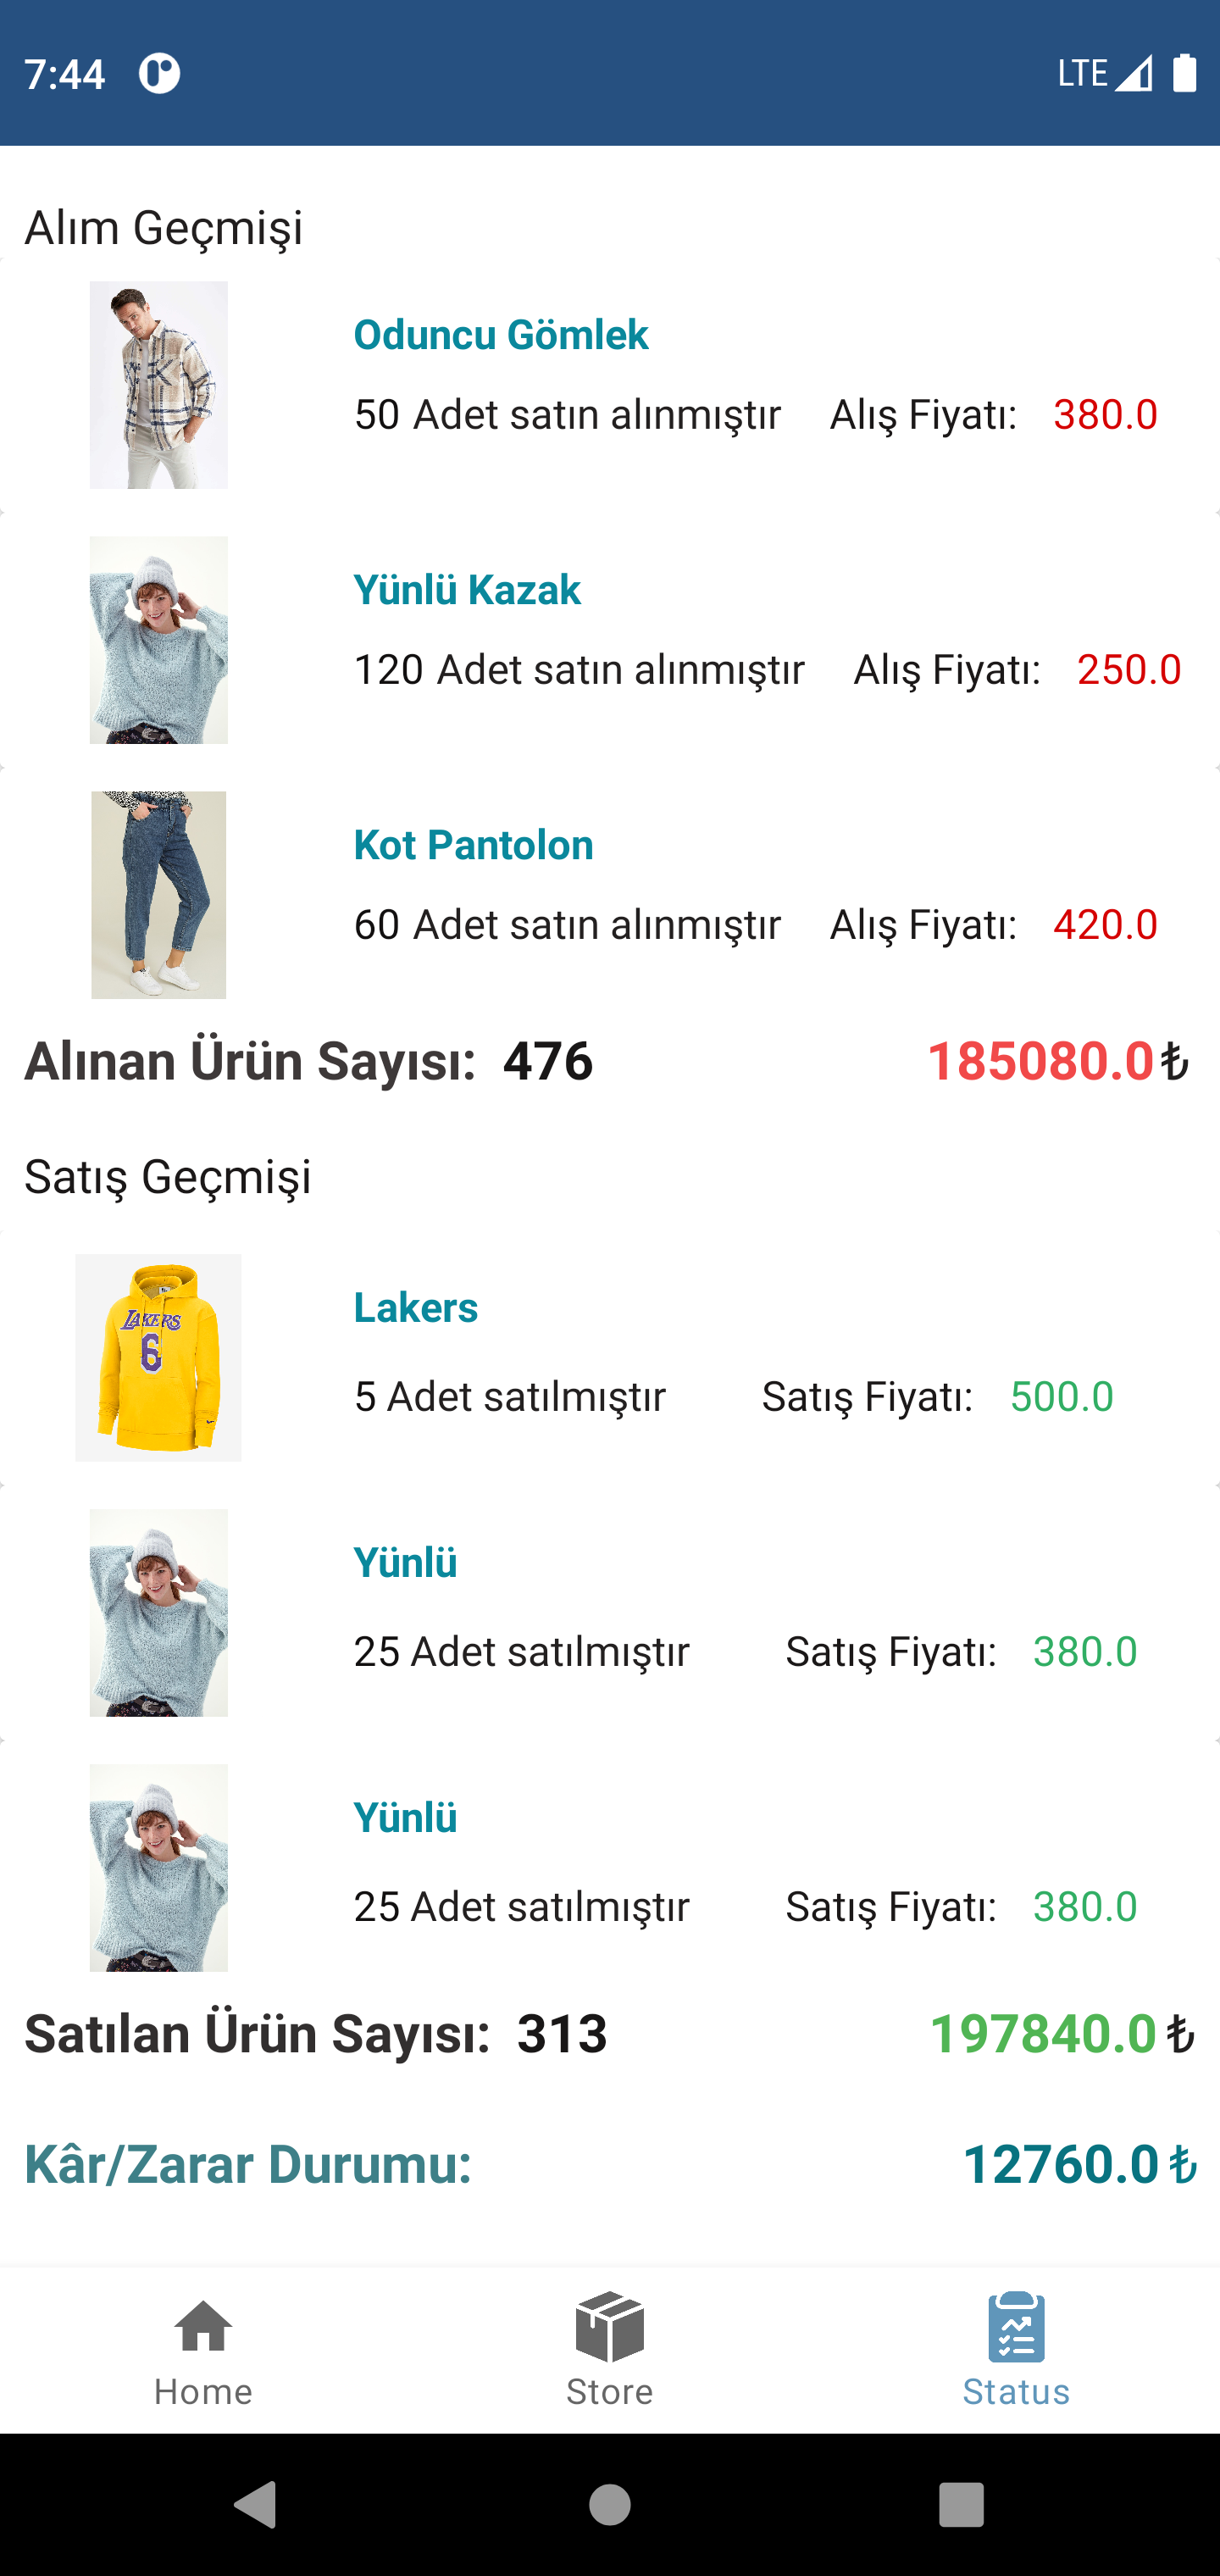 7:44
LTE
Alım Geçmişi
Oduncu Gömlek
50 Adet satın alınmıştır Alış Fiyatı: 380.0
Yünlü Kazak
120 Adet satın alınmıştır Alış Fiyatı: 250.0
Kot Pantolon
60 Adet satın alınmıştır Alış Fiyatı: 420.0
Alınan Ürün Sayısı: 476 185080.0₺
Satış Geçmişi
LAKERS
6
Lakers
5 Adet satılmıştır Satış Fiyatı: 500.0
Yünlü
25 Adet satılmıştır Satış Fiyatı: 380.0
Yünlü
25 Adet satılmıştır Satış Fiyatı: 380.0
Satılan Ürün Sayısı: 313 197840.0₺
Kâr/Zarar Durumu: 12760.0₺
Home Store Status